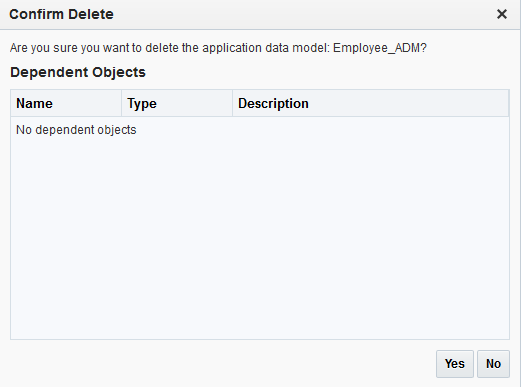 Confirm Delete
Are you sure you want to delete the application data model: Employee_ADM?
Dependent Objects
Name Type Description
No dependent objects
Yes No